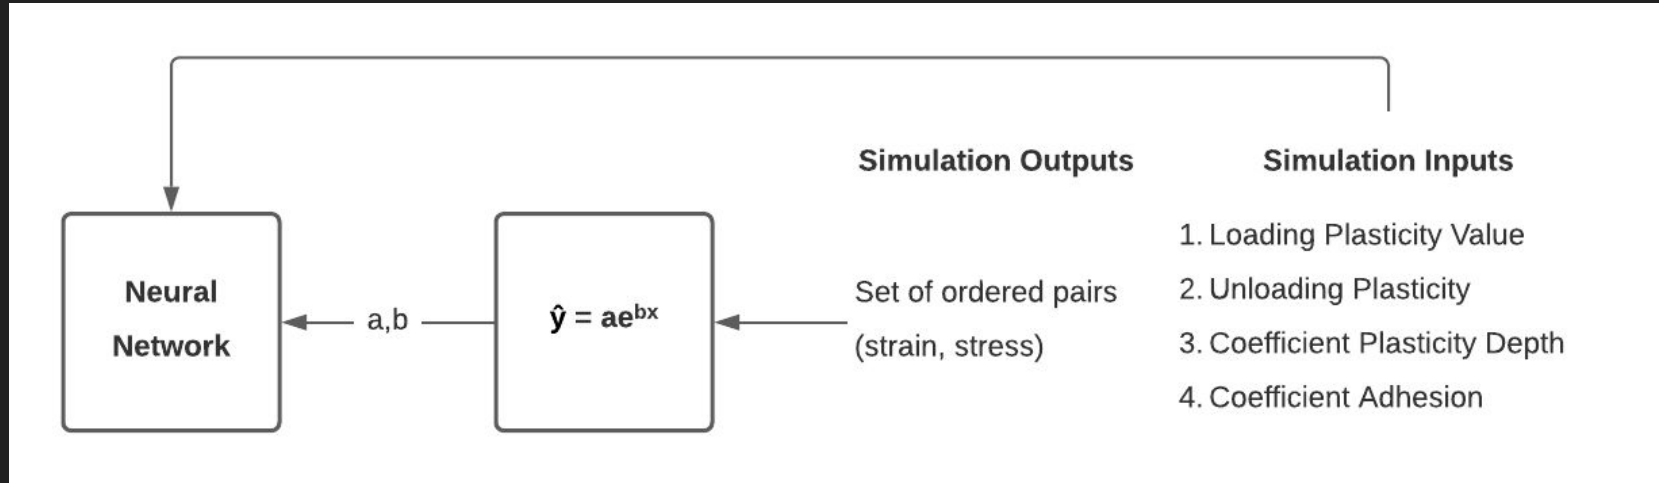 Simulation Outputs
Simulation Inputs
Neural
Network
a,b
ŷ = ae^bx
Set of ordered pairs
(strain, stress)
1. Loading Plasticity Value
2. Unloading Plasticity
3. Coefficient Plasticity Depth
4. Coefficient Adhesion